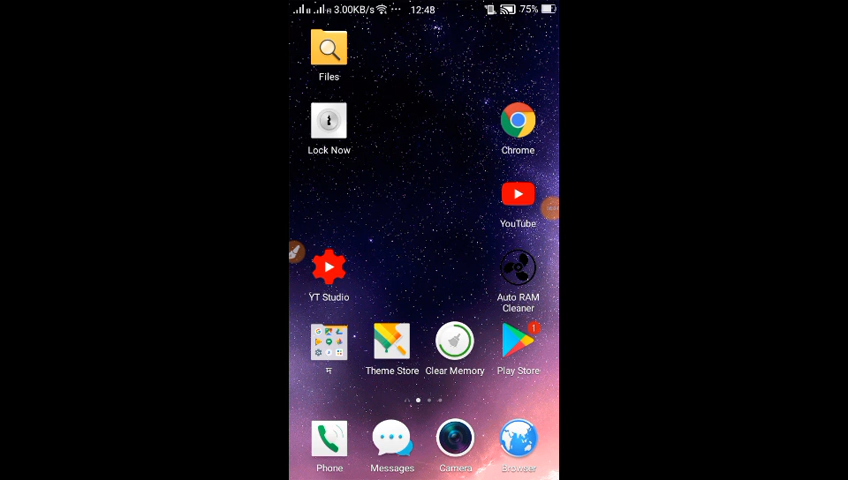 3.00KB/s ... 12:48 75%
Files
Lock Now
Chrome
YouTube
YT Studio
Auto RAM
Cleaner
1
म
Theme Store
Clear Memory
Play Store
Phone
Messages
Camera
Browser